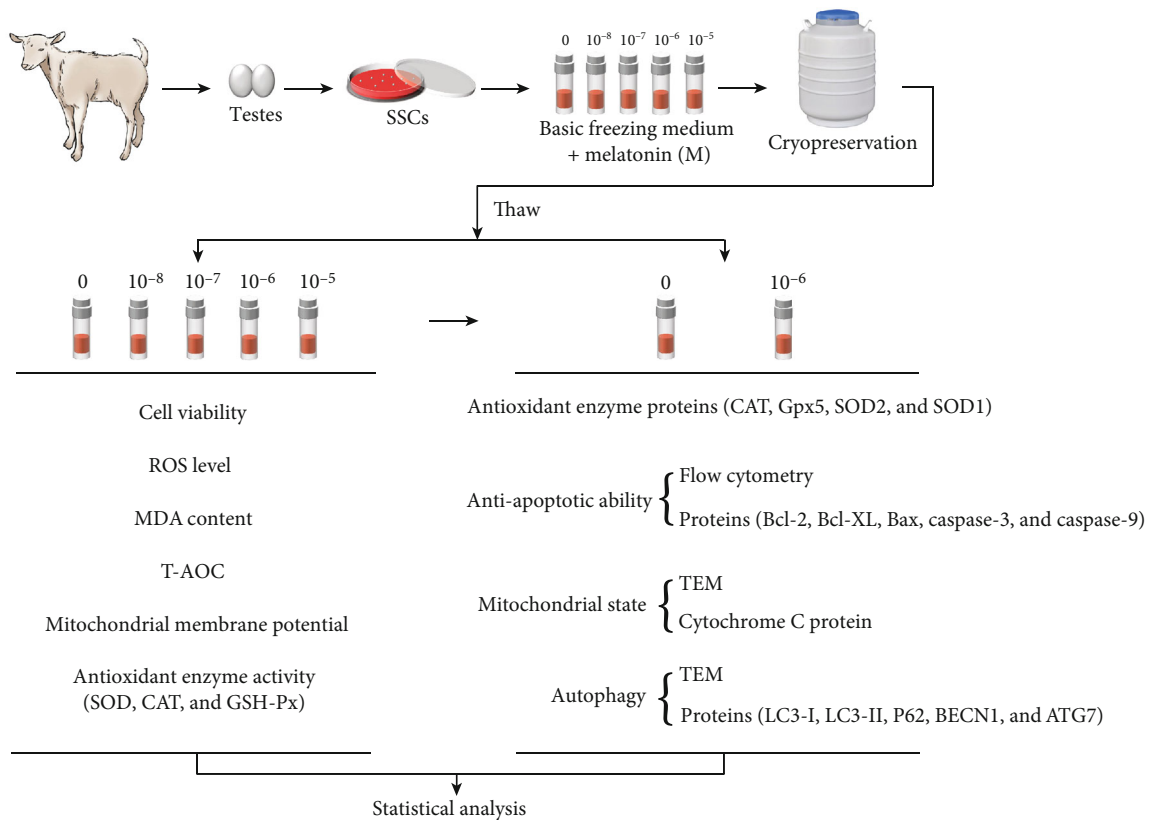 0 10⁻⁸ 10⁻⁷ 10⁻⁶ 10⁻⁵
Testes
SSCs
Basic freezing medium
+ melatonin (M)
Cryopreservation
Thaw
0 10⁻⁸ 10⁻⁷ 10⁻⁶ 10⁻⁵
Cell viability
ROS level
MDA content
T-AOC
Mitochondrial membrane potential
Antioxidant enzyme activity
(SOD, CAT, and GSH-Px)
0 10⁻⁶
Antioxidant enzyme proteins (CAT, Gpx5, SOD2, and SOD1)
Anti-apoptotic ability
Flow cytometry
Proteins (Bcl-2, Bcl-XL, Bax, caspase-3, and caspase-9)
Mitochondrial state
TEM
Cytochrome C protein
Autophagy
TEM
Proteins (LC3-I, LC3-II, P62, BECN1, and ATG7)
Statistical analysis